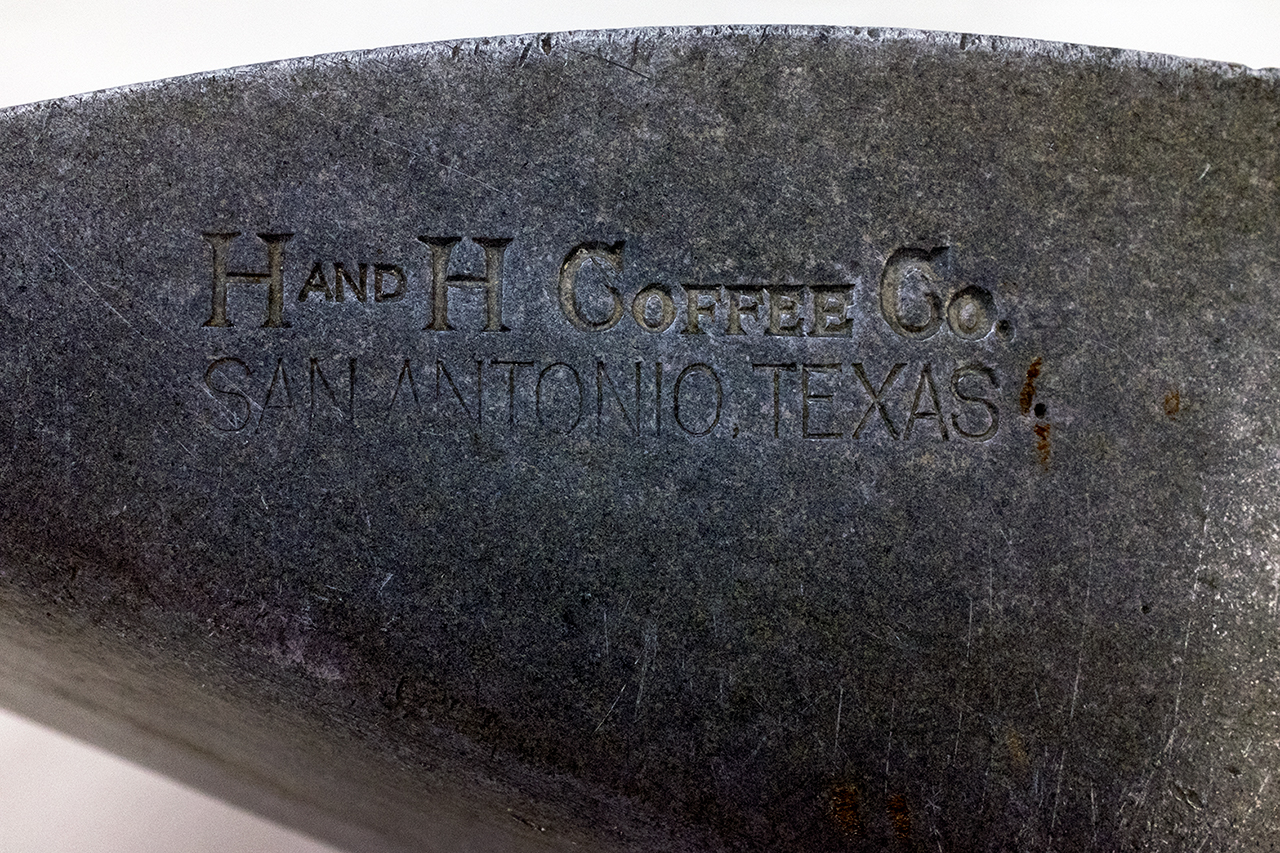 H AND H COFFEE CO.
SAN ANTONIO, TEXAS